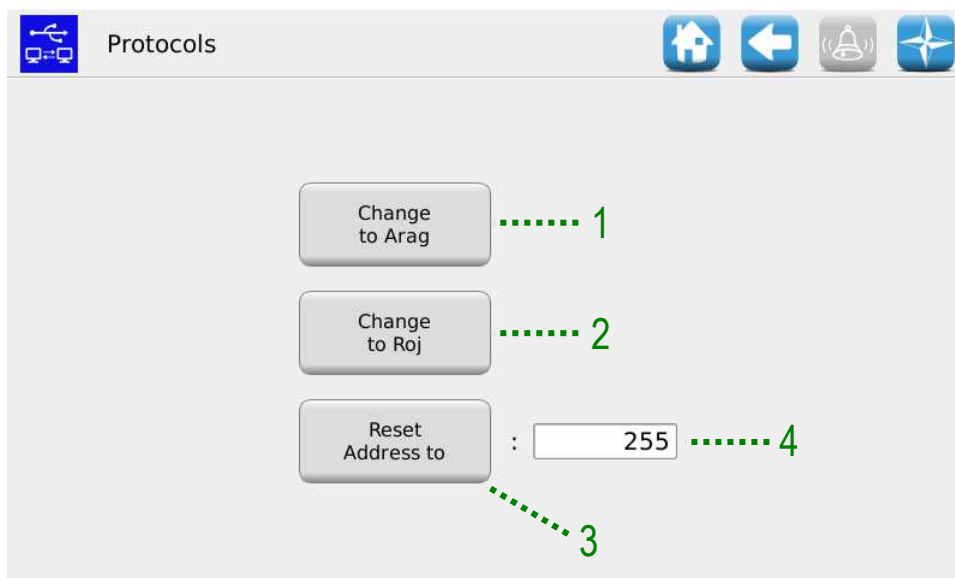 Protocols
Change
to Arag
1
Change
to Roj
2
Reset
Address to
:
255
4
3